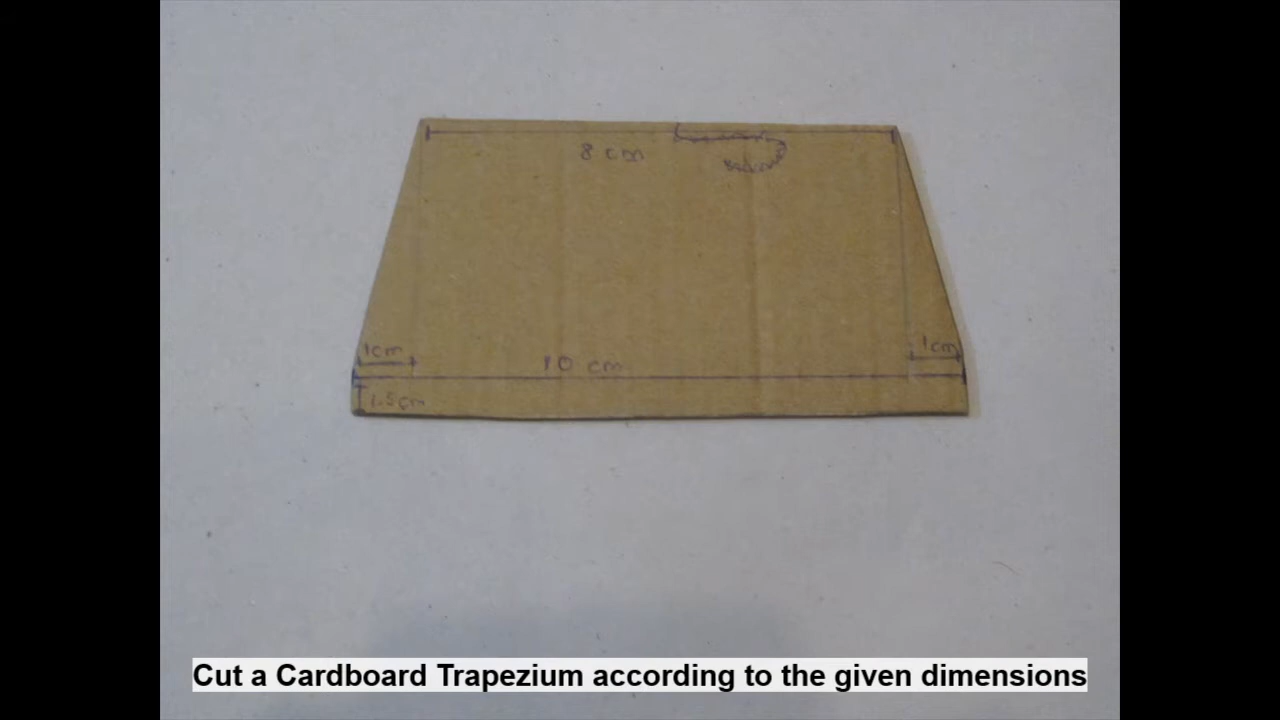 8 cm
1cm
1cm
10 cm
1.5cm
Cut a Cardboard Trapezium according to the given dimensions